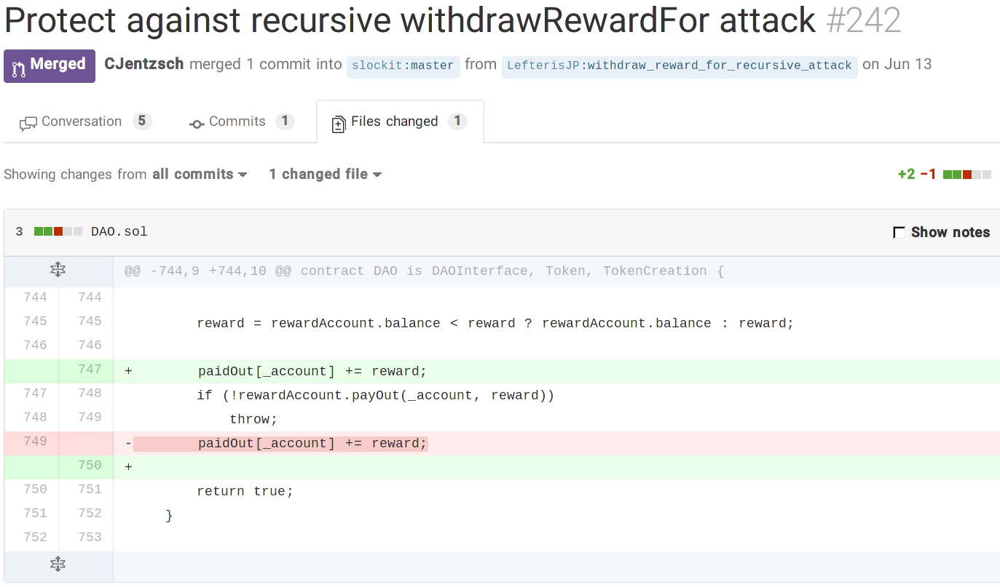 Protect against recursive withdrawRewardFor attack #242
Merged CJentzsch merged 1 commit into slockit:master from LefterisJP:withdraw_reward_for_recursive_attack on Jun 13
Conversation 5 Commits 1 Files changed 1
Showing changes from all commits 1 changed file +2 −1
3 DAO.sol Show notes
@@ -744,9 +744,10 @@ contract DAO is DAOInterface, Token, TokenCreation {
744 744
745 745 reward = rewardAccount.balance < reward ? rewardAccount.balance : reward;
746 746
747 + paidOut[_account] += reward;
747 748 if (!rewardAccount.payOut(_account, reward))
748 749 throw;
749 - paidOut[_account] += reward;
750 +
750 751 return true;
751 752 }
752 753